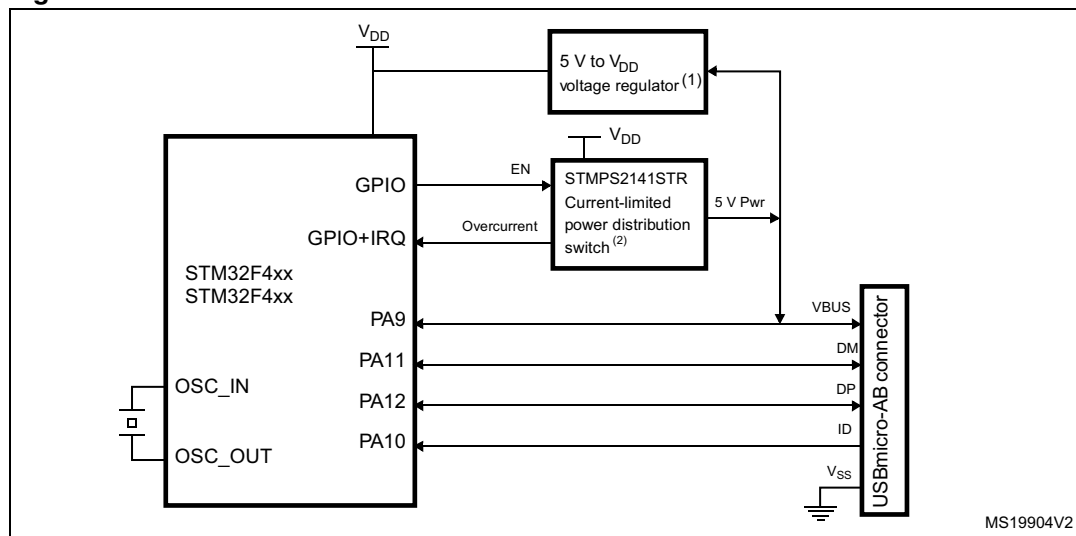 V_DD
5 V to V_DD
voltage regulator (1)
V_DD
EN
STMPS2141STR
Current-limited
power distribution
switch (2)
5 V Pwr
Overcurrent
GPIO
GPIO+IRQ
STM32F4xx
STM32F4xx
PA9
VBUS
PA11
DM
PA12
DP
PA10
ID
OSC_IN
OSC_OUT
V_SS
USBmicro-AB connector
MS19904V2